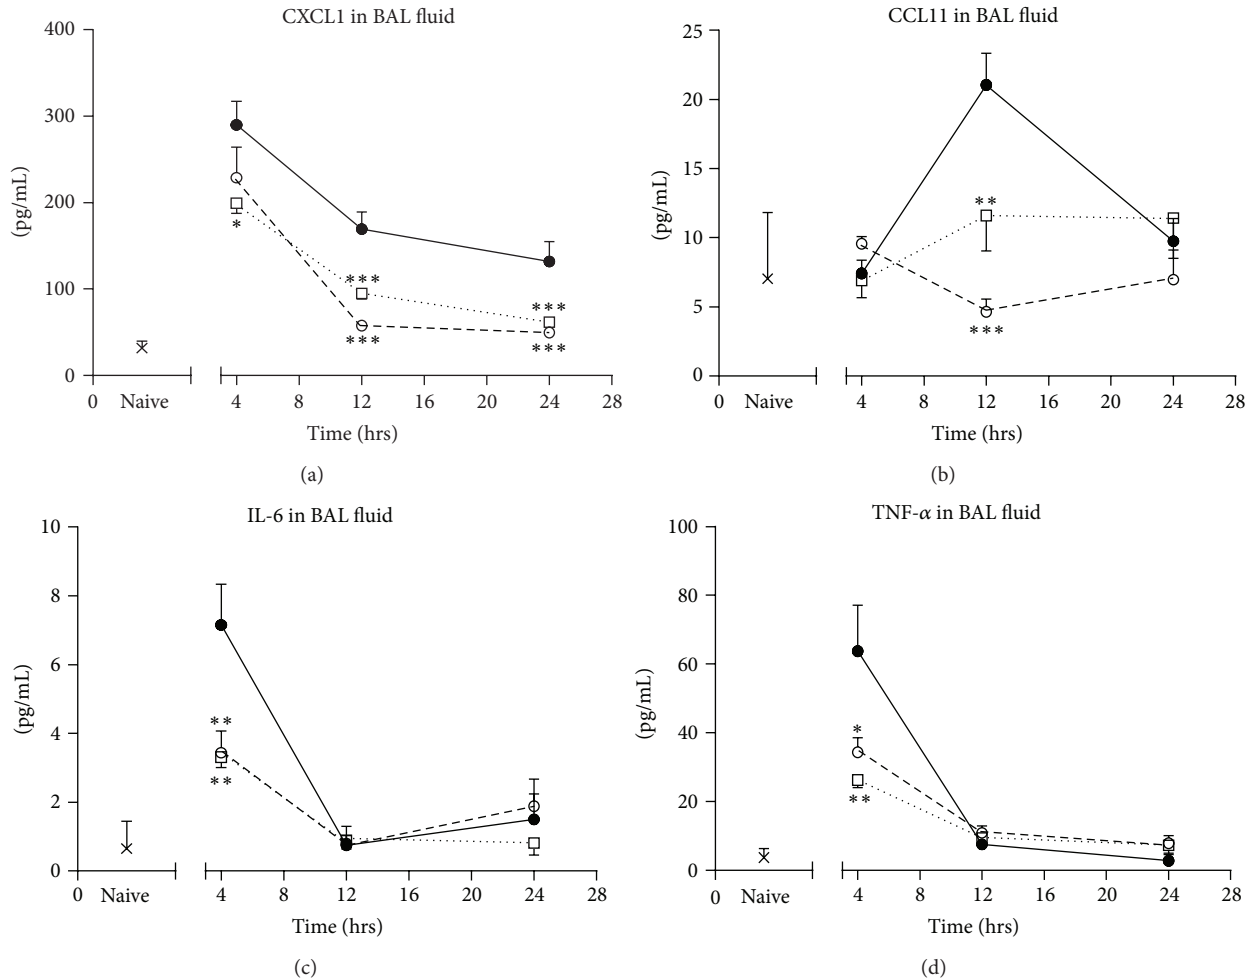 CXCL1 in BAL fluid
400
300
200
100
0
(pg/mL)
*
***
***
***
***
0 Naive 4 8 12 16 20 24 28
Time (hrs)
(a)
CCL11 in BAL fluid
25
20
15
10
5
0
(pg/mL)
**
***
0 Naive 4 8 12 16 20 24 28
Time (hrs)
(b)
IL-6 in BAL fluid
10
8
6
4
2
0
(pg/mL)
**
**
0 Naive 4 8 12 16 20 24 28
Time (hrs)
(c)
TNF-α in BAL fluid
100
80
60
40
20
0
(pg/mL)
*
**
0 Naive 4 8 12 16 20 24 28
Time (hrs)
(d)